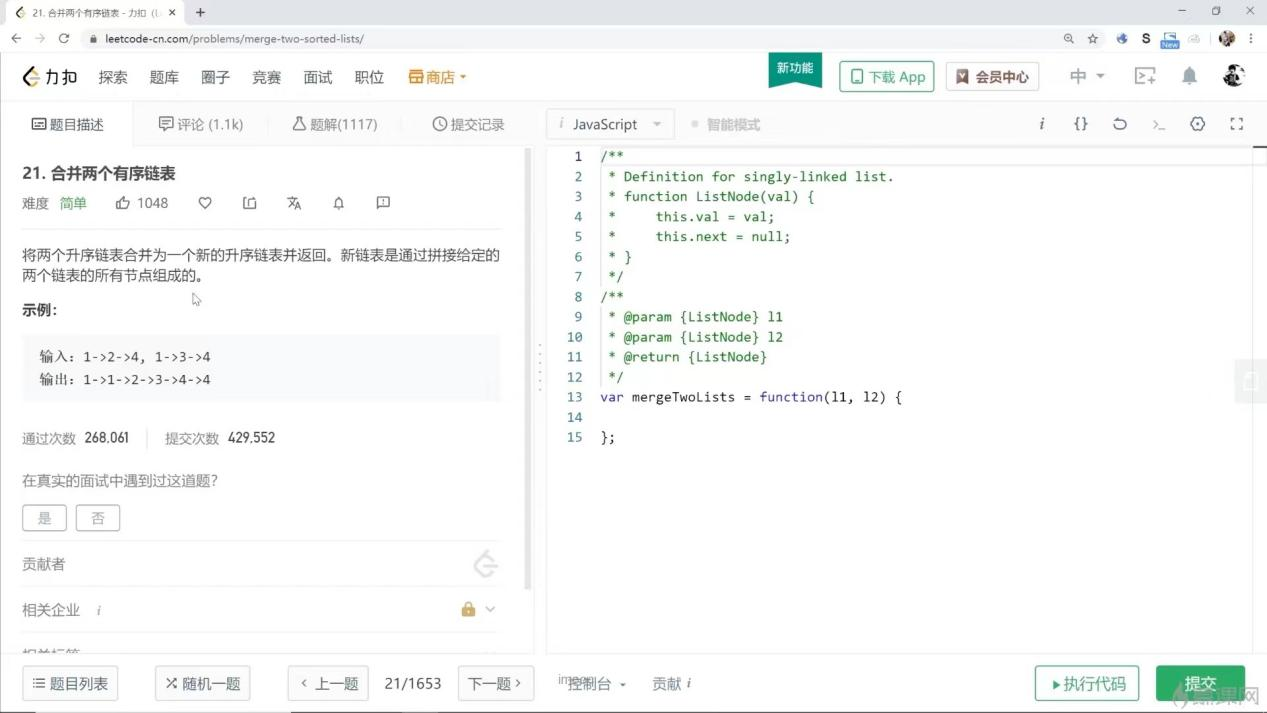 21. 合并两个有序链表 - 力扣 (L
leetcode-cn.com/problems/merge-two-sorted-lists/
New
力扣 探索 题库 圈子 竞赛 面试 职位 商店 新功能 下载 App 会员中心 中
题目描述 评论 (1.1k) 题解(1117) 提交记录 i JavaScript 智能模式 i {} >_
21. 合并两个有序链表
难度 简单 1048
将两个升序链表合并为一个新的升序链表并返回。新链表是通过拼接给定的
两个链表的所有节点组成的。
示例：
输入：1->2->4, 1->3->4
输出：1->1->2->3->4->4
通过次数 268,061 提交次数 429,552
在真实的面试中遇到过这道题?
是 否
贡献者
相关企业 i
相关标签
1 /**
2 * Definition for singly-linked list.
3 * function ListNode(val) {
4 *     this.val = val;
5 *     this.next = null;
6 * }
7 */
8 /**
9 * @param {ListNode} l1
10 * @param {ListNode} l2
11 * @return {ListNode}
12 */
13 var mergeTwoLists = function(l1, l2) {
14
15 };
题目列表 随机一题 上一题 21/1653 下一题 控制台 贡献 i 执行代码 提交
慕课网